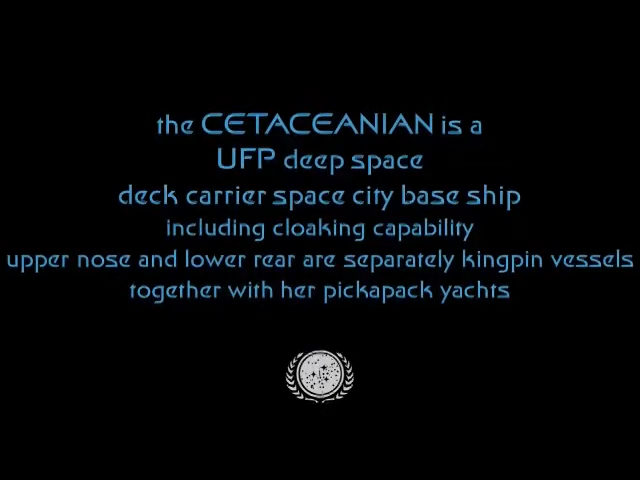 the CETACEANIAN is a
UFP deep space
deck carrier space city base ship
including cloaking capability
upper nose and lower rear are separately kingpin vessels
together with her pickapack yachts